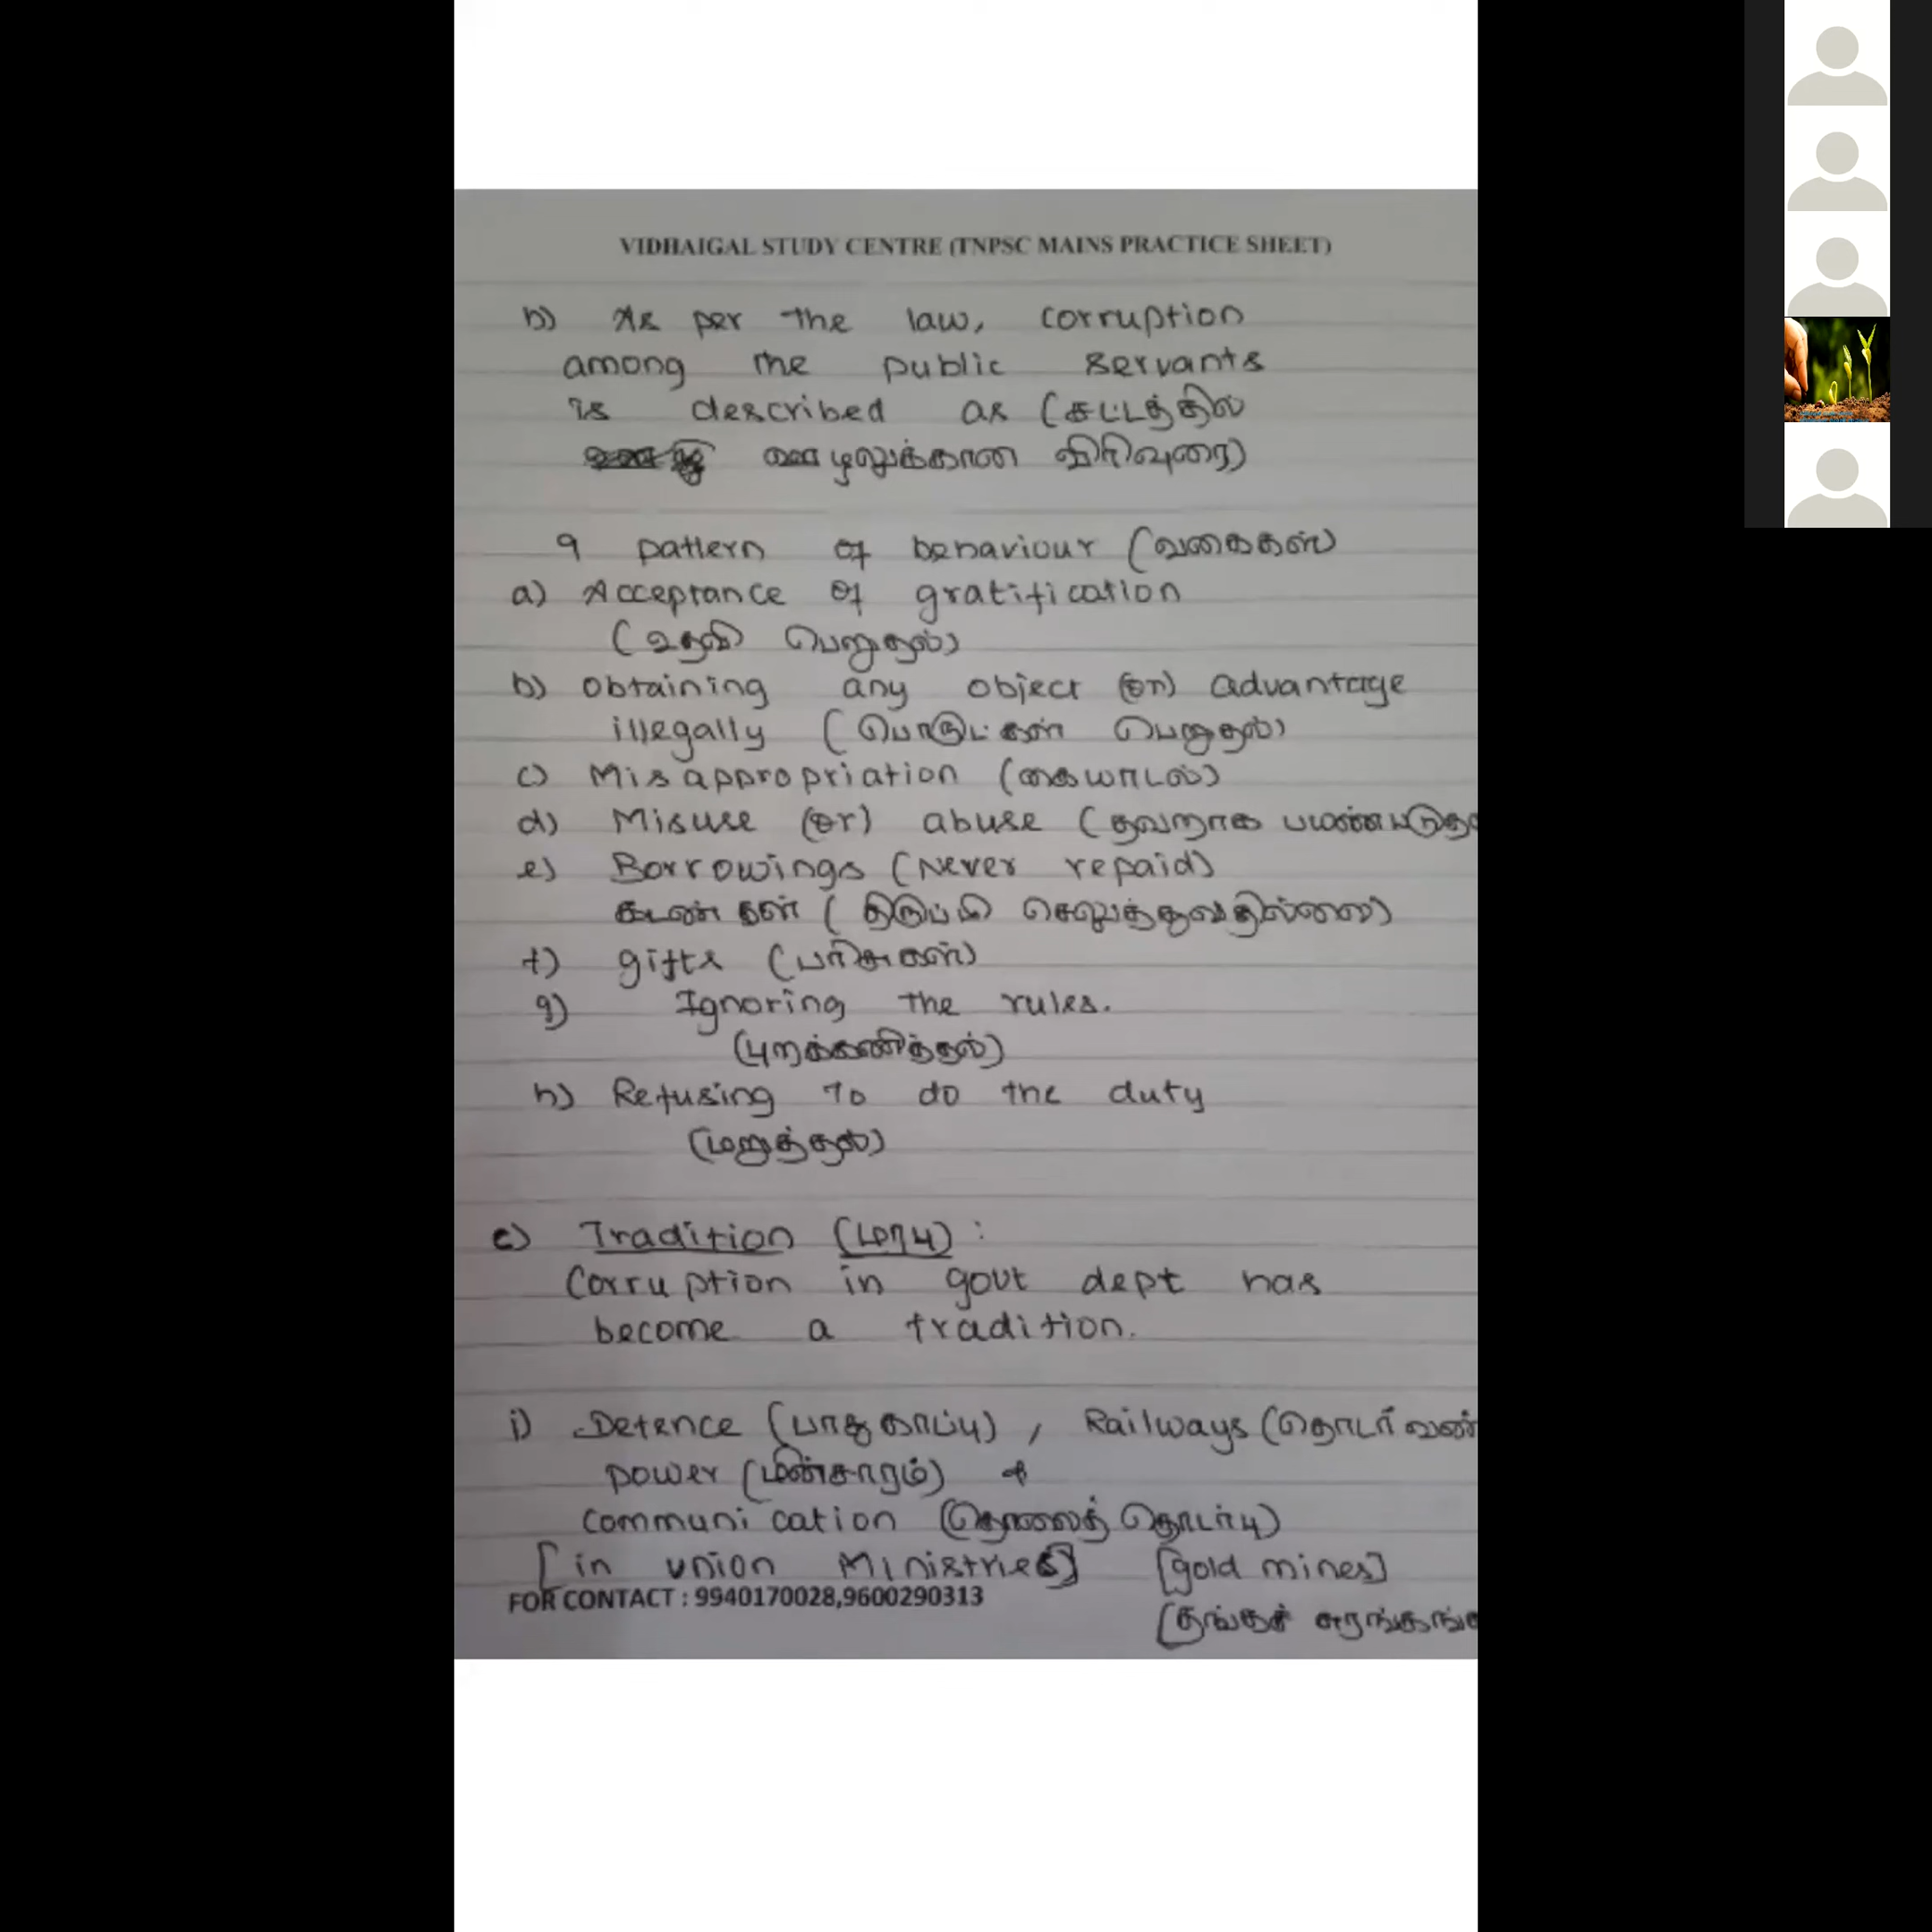 VIDHAIGAL STUDY CENTRE (TNPSC MAINS PRACTICE SHEET)
b) As per the law, corruption
among the public servants
is described as (சட்டத்தில்
ஊழலுக்கான விரிவுரை)
9 pattern of behaviour (வகைகள்)
a) Acceptance of gratification
(உதவி பெறுதல்)
b) Obtaining any object (or) advantage
illegally (பொருட்கள் பெறுதல்)
c) Misappropriation (கையாடல்)
d) Misuse (or) abuse (தவறாக
e) Borrowings (Never repaid)
கடன்கள் (திருப்பி செலுத்துவதில்லை)
f) gifts (பரிசுகள்)
g) Ignoring the rules.
(புறக்கணித்தல்)
h) Refusing to do the duty
(மறுத்தல்)
c) Tradition (மரபு) :
Corruption in govt dept has
become a tradition.
i) Defence (பாதுகாப்பு) , Railways (தொடர் வண்
power (மின்சாரம்) &
communication (தொலைத் தொடர்பு)
[in union Ministries] [gold mines]
FOR CONTACT : 9940170028,9600290313
[தங்கச்